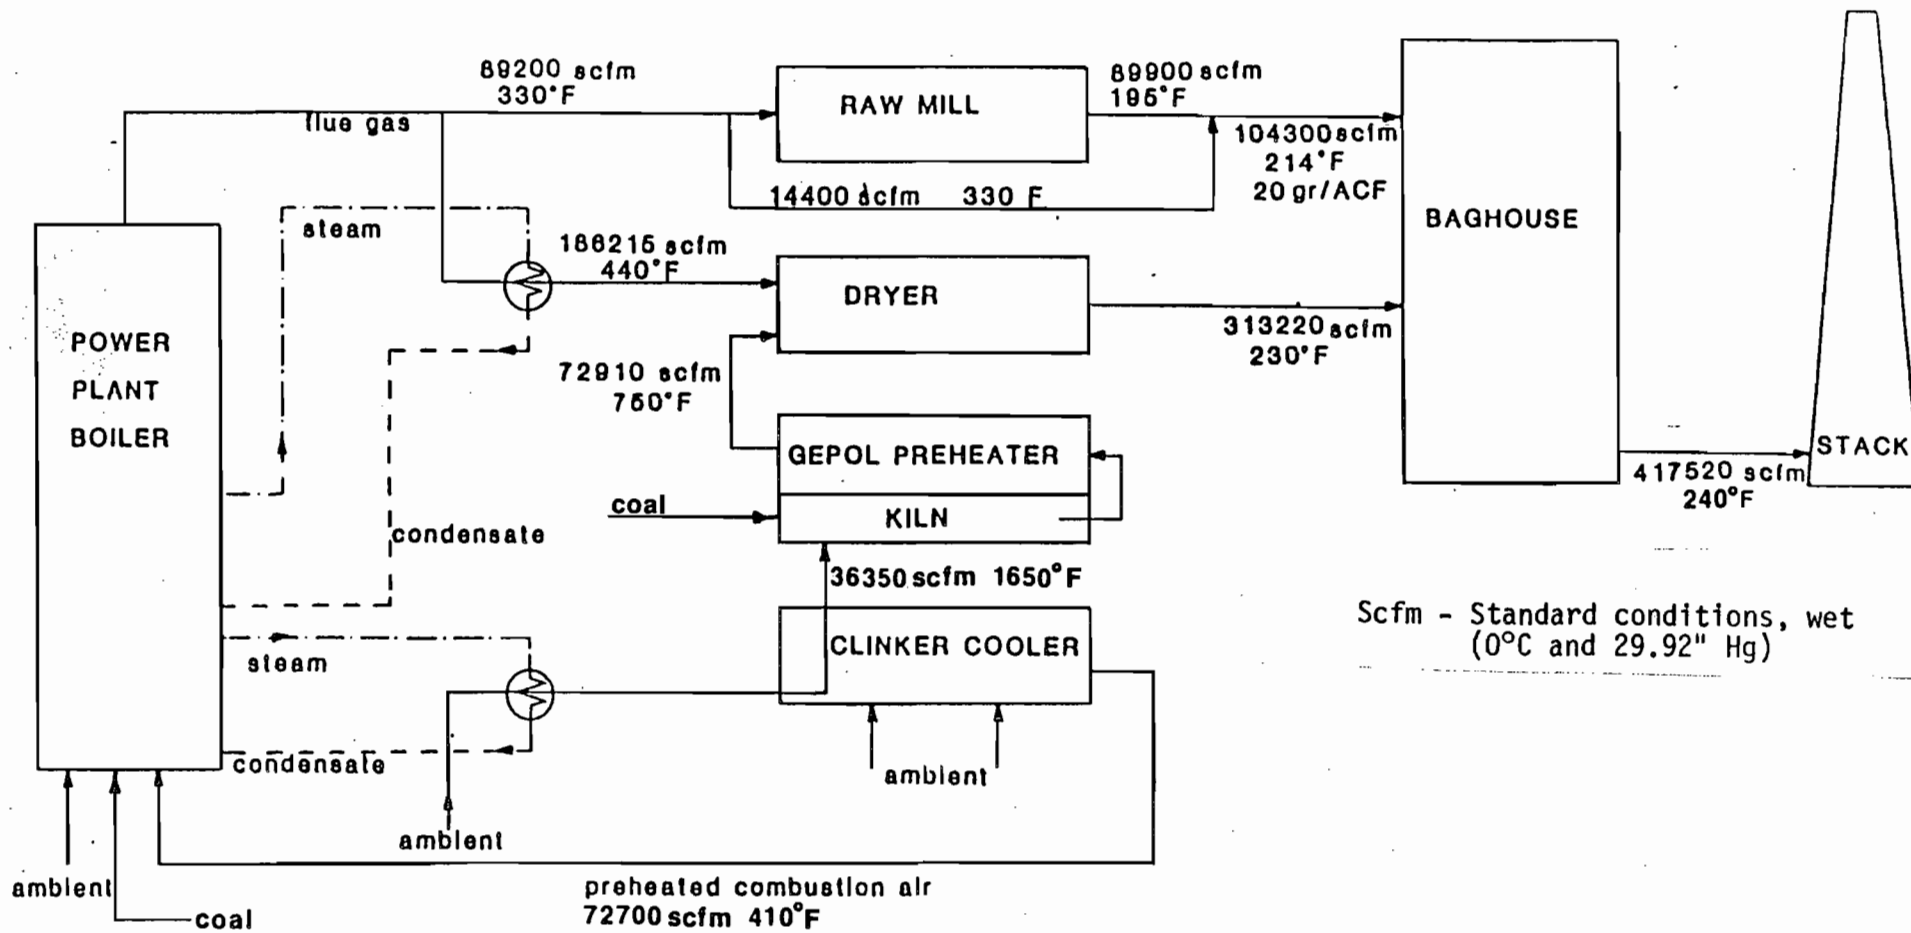 89200 scfm
330°F
flue gas
RAW MILL
89900 scfm
195°F
104300 scfm
214°F
20 gr/ACF
14400 scfm 330 F
BAGHOUSE
steam
188215 scfm
440°F
DRYER
313220 scfm
230°F
POWER
PLANT
BOILER
72910 scfm
750°F
GEPOL PREHEATER
coal
KILN
STACK
417520 scfm
240°F
condensate
36350 scfm 1650°F
CLINKER COOLER
steam
Scfm - Standard conditions, wet
(0°C and 29.92" Hg)
condensate
ambient
ambient
ambient
coal
preheated combustion air
72700 scfm 410°F